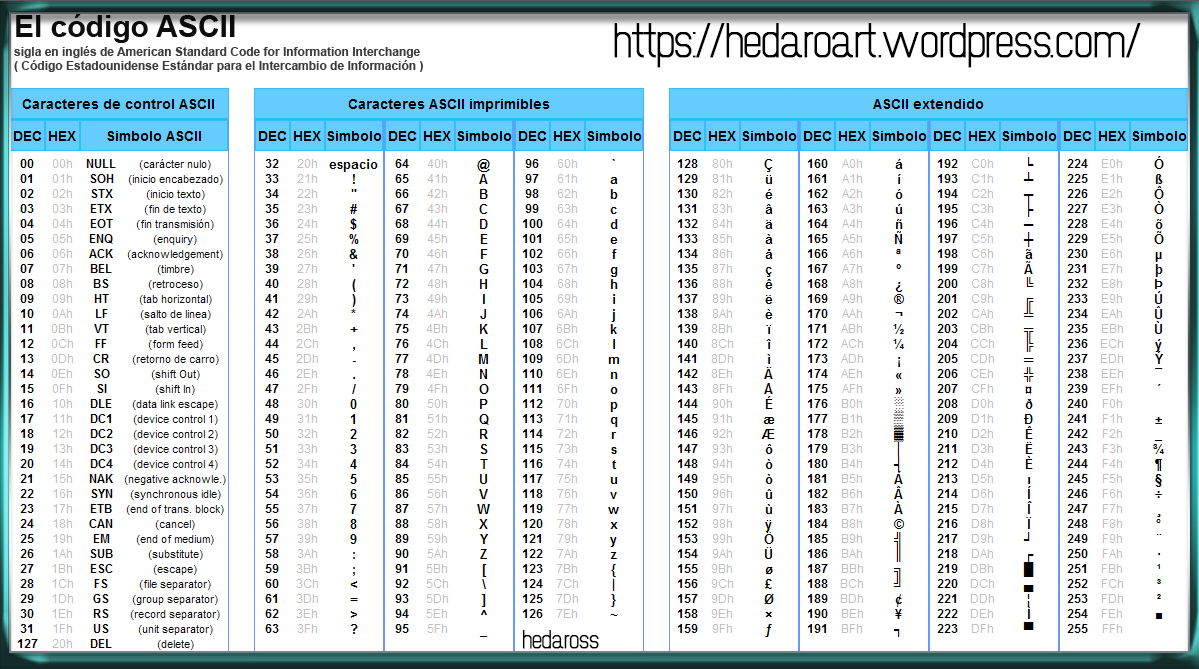 El código ASCII
https://hedaroart.wordpress.com/
sigla en inglés de American Standard Code for Information Interchange
( Código Estadounidense Estándar para el Intercambio de Información )
Caracteres de control ASCII Caracteres ASCII imprimibles ASCII extendido
DEC HEX Simbolo ASCII DEC HEX Simbolo DEC HEX Simbolo DEC HEX Simbolo DEC HEX Simbolo DEC HEX Simbolo DEC HEX Simbolo DEC HEX Simbolo
00 00h NULL (carácter nulo) 32 20h espacio 64 40h @ 96 60h ` 128 80h Ç 160 A0h á 192 C0h └ 224 E0h Ó
01 01h SOH (inicio encabezado) 33 21h ! 65 41h A 97 61h a 129 81h ü 161 A1h í 193 C1h ┴ 225 E1h ß
02 02h STX (inicio texto) 34 22h " 66 42h B 98 62h b 130 82h é 162 A2h ó 194 C2h ┬ 226 E2h Ô
03 03h ETX (fin de texto) 35 23h # 67 43h C 99 63h c 131 83h â 163 A3h ú 195 C3h ├ 227 E3h Ò
04 04h EOT (fin transmisión) 36 24h $ 68 44h D 100 64h d 132 84h ä 164 A4h ñ 196 C4h ─ 228 E4h õ
05 05h ENQ (enquiry) 37 25h % 69 45h E 101 65h e 133 85h à 165 A5h Ñ 197 C5h ┼ 229 E5h Õ
06 06h ACK (acknowledgement) 38 26h & 70 46h F 102 66h f 134 86h å 166 A6h ª 198 C6h ã 230 E6h µ
07 07h BEL (timbre) 39 27h ' 71 47h G 103 67h g 135 87h ç 167 A7h º 199 C7h Ã 231 E7h þ
08 08h BS (retroceso) 40 28h ( 72 48h H 104 68h h 136 88h ê 168 A8h ¿ 200 C8h ╚ 232 E8h Þ
09 09h HT (tab horizontal) 41 29h ) 73 49h I 105 69h i 137 89h ë 169 A9h ® 201 C9h ╔ 233 E9h Ú
10 0Ah LF (salto de linea) 42 2Ah * 74 4Ah J 106 6Ah j 138 8Ah è 170 AAh ¬ 202 CAh ╩ 234 EAh Û
11 0Bh VT (tab vertical) 43 2Bh + 75 4Bh K 107 6Bh k 139 8Bh ï 171 ABh ½ 203 CBh ╦ 235 EBh Ù
12 0Ch FF (form feed) 44 2Ch , 76 4Ch L 108 6Ch l 140 8Ch î 172 ACh ¼ 204 CCh ╠ 236 ECh ý
13 0Dh CR (retorno de carro) 45 2Dh - 77 4Dh M 109 6Dh m 141 8Dh ì 173 ADh ¡ 205 CDh ═ 237 EDh Ý
14 0Eh SO (shift Out) 46 2Eh . 78 4Eh N 110 6Eh n 142 8Eh Ä 174 AEh « 206 CEh ╬ 238 EEh ¯
15 0Fh SI (shift In) 47 2Fh / 79 4Fh O 111 6Fh o 143 8Fh Å 175 AFh » 207 CFh ¤ 239 EFh ´
16 10h DLE (data link escape) 48 30h 0 80 50h P 112 70h p 144 90h É 176 B0h ░ 208 D0h ð 240 F0h
17 11h DC1 (device control 1) 49 31h 1 81 51h Q 113 71h q 145 91h æ 177 B1h ▒ 209 D1h Ð 241 F1h ±
18 12h DC2 (device control 2) 50 32h 2 82 52h R 114 72h r 146 92h Æ 178 B2h ▓ 210 D2h Ê 242 F2h _
19 13h DC3 (device control 3) 51 33h 3 83 53h S 115 73h s 147 93h ô 179 B3h │ 211 D3h Ë 243 F3h ¾
20 14h DC4 (device control 4) 52 34h 4 84 54h T 116 74h t 148 94h ò 180 B4h ┤ 212 D4h È 244 F4h ¶
21 15h NAK (negative acknowle.) 53 35h 5 85 55h U 117 75h u 149 95h ò 181 B5h Á 213 D5h ı 245 F5h §
22 16h SYN (synchronous idle) 54 36h 6 86 56h V 118 76h v 150 96h û 182 B6h Â 214 D6h Í 246 F6h ÷
23 17h ETB (end of trans. block) 55 37h 7 87 57h W 119 77h w 151 97h ù 183 B7h À 215 D7h Î 247 F7h ¸
24 18h CAN (cancel) 56 38h 8 88 58h X 120 78h x 152 98h ÿ 184 B8h © 216 D8h Ï 248 F8h °
25 19h EM (end of medium) 57 39h 9 89 59h Y 121 79h y 153 99h Ö 185 B9h ╣ 217 D9h ┘ 249 F9h ¨
26 1Ah SUB (substitute) 58 3Ah : 90 5Ah Z 122 7Ah z 154 9Ah Ü 186 BAh ║ 218 DAh ┌ 250 FAh ·
27 1Bh ESC (escape) 59 3Bh ; 91 5Bh [ 123 7Bh { 155 9Bh ø 187 BBh ╗ 219 DBh █ 251 FBh ¹
28 1Ch FS (file separator) 60 3Ch < 92 5Ch \ 124 7Ch | 156 9Ch £ 188 BCh ╝ 220 DCh ▄ 252 FCh ³
29 1Dh GS (group separator) 61 3Dh = 93 5Dh ] 125 7Dh } 157 9Dh Ø 189 BDh ¢ 221 DDh ¦ 253 FDh ²
30 1Eh RS (record separator) 62 3Eh > 94 5Eh ^ 126 7Eh ~ 158 9Eh × 190 BEh ¥ 222 DEh Ì 254 FEh ■
31 1Fh US (unit separator) 63 3Fh ? 95 5Fh _ 159 9Fh ƒ 191 BFh ┐ 223 DFh ▀ 255 FFh
127 20h DEL (delete) hedaross